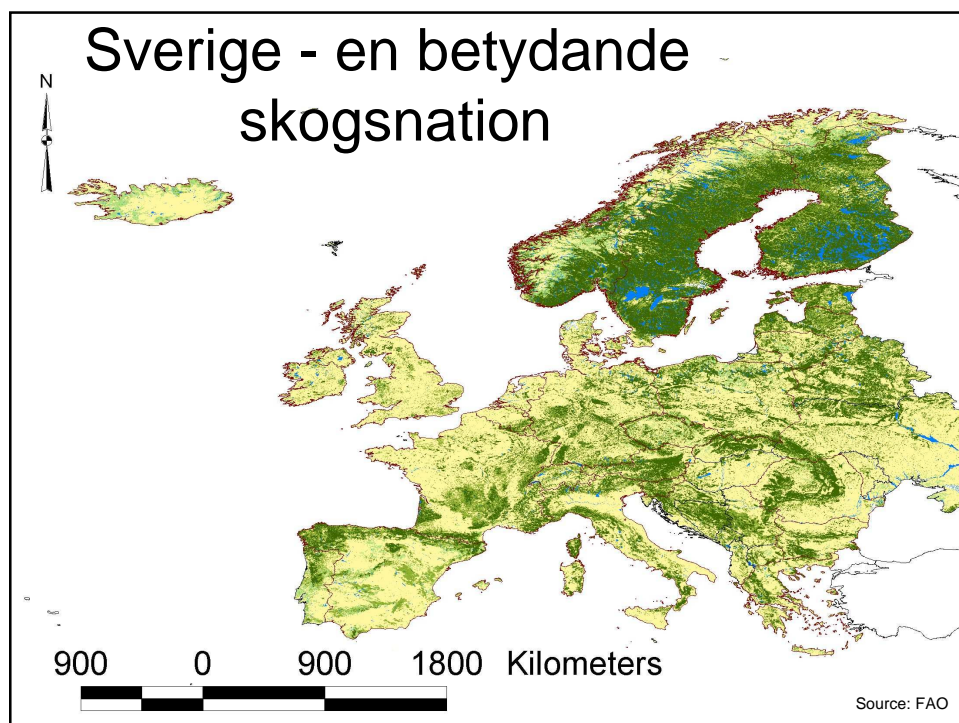 Sverige - en betydande
skogsnation
N
900 0 900 1800 Kilometers
Source: FAO